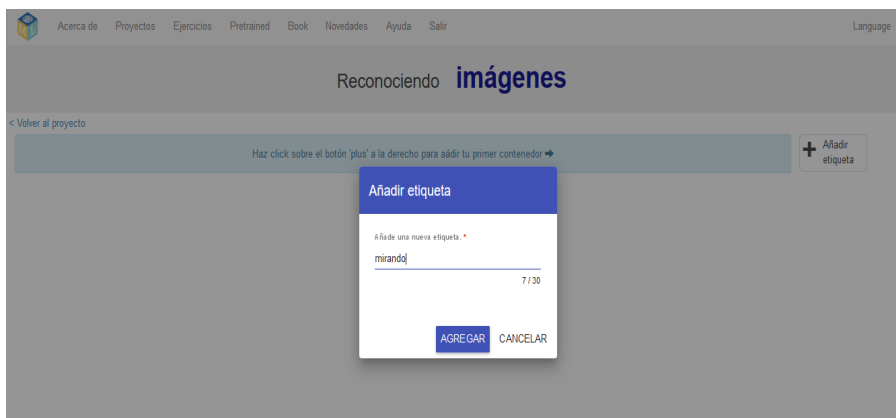 Acerca de Proyectos Ejercicios Pretrained Book Novedades Ayuda Salir Language
Reconociendo imágenes
< Volver al proyecto
Haz click sobre el botón 'plus' a la derecho para aádir tu primer contenedor
Añadir
etiqueta
Añadir etiqueta
Añade una nueva etiqueta. *
mirando
7 / 30
AGREGAR CANCELAR